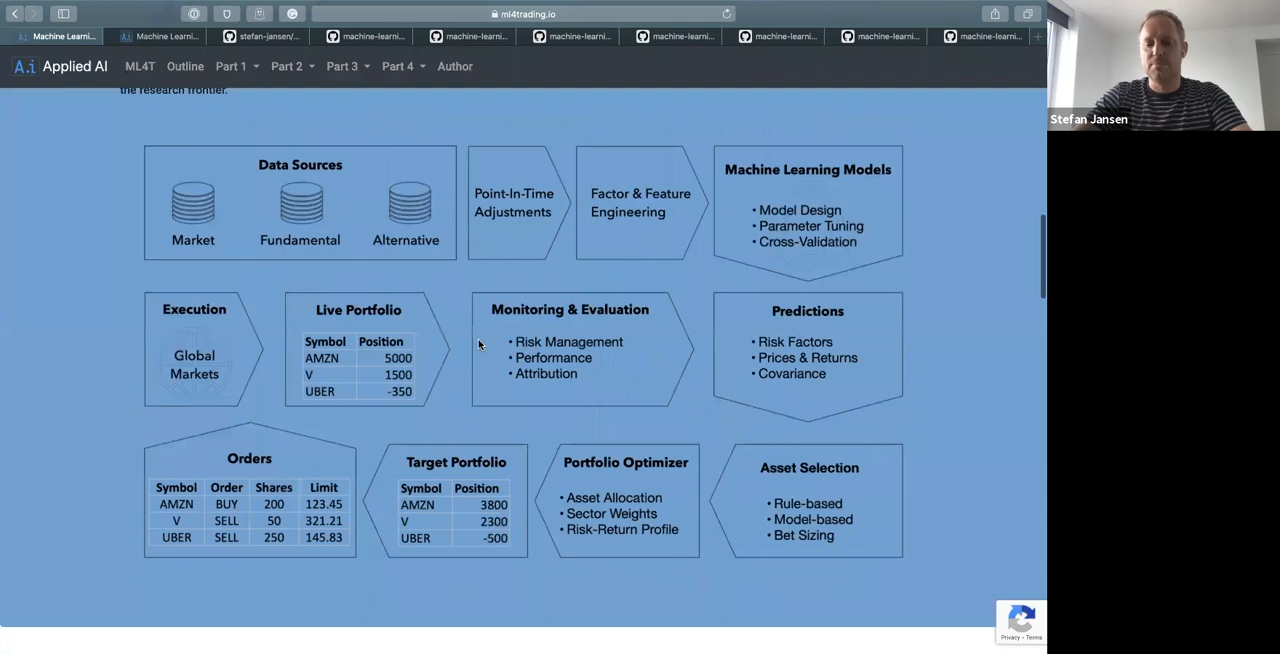 ml4trading.io
Machine Learni...
Machine Learni...
stefan-jansen/...
machine-learni...
machine-learni...
machine-learni...
machine-learni...
machine-learni...
machine-learni...
machine-learni...
A.i Applied AI
ML4T
Outline
Part 1
Part 2
Part 3
Part 4
Author
the research frontier.
Data Sources
Market
Fundamental
Alternative
Point-In-Time
Adjustments
Factor & Feature
Engineering
Machine Learning Models
• Model Design
• Parameter Tuning
• Cross-Validation
Execution
Global
Markets
Live Portfolio
Symbol Position
AMZN 5000
V 1500
UBER -350
Monitoring & Evaluation
• Risk Management
• Performance
• Attribution
Predictions
• Risk Factors
• Prices & Returns
• Covariance
Orders
Symbol Order Shares Limit
AMZN BUY 200 123.45
V SELL 50 321.21
UBER SELL 250 145.83
Target Portfolio
Symbol Position
AMZN 3800
V 2300
UBER -500
Portfolio Optimizer
• Asset Allocation
• Sector Weights
• Risk-Return Profile
Asset Selection
• Rule-based
• Model-based
• Bet Sizing
Privacy - Terms
Stefan Jansen